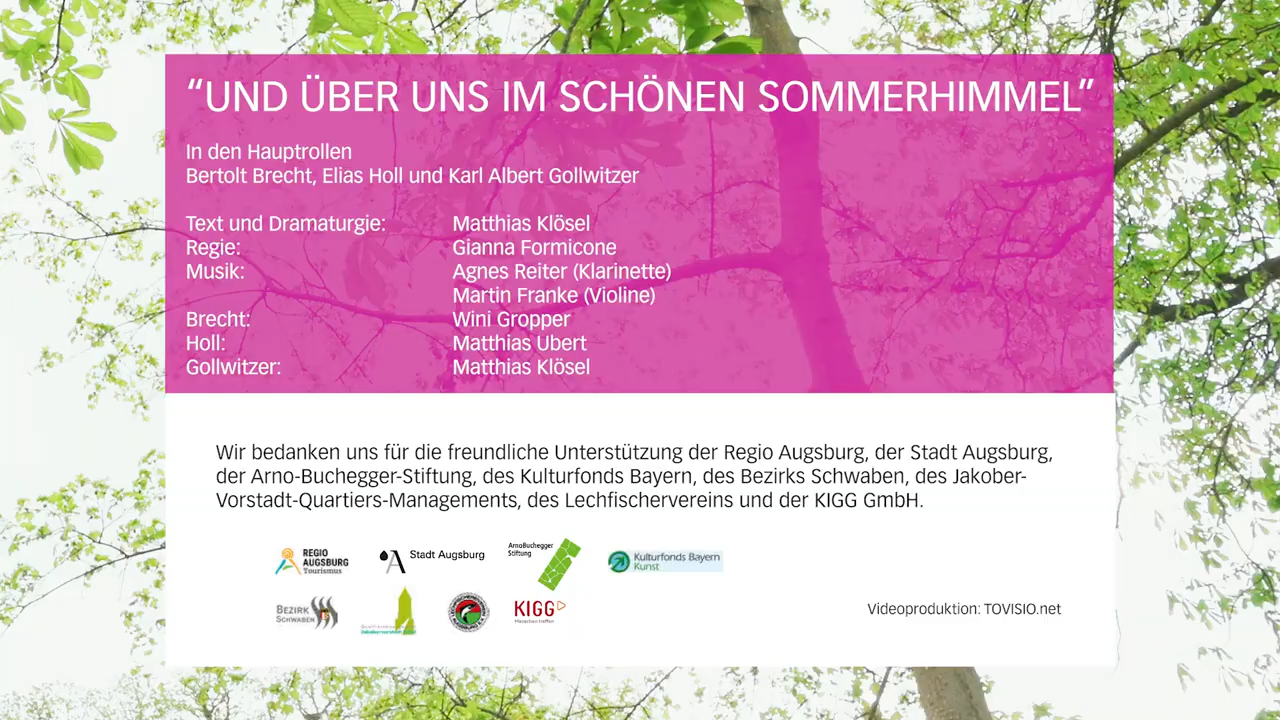 “UND ÜBER UNS IM SCHÖNEN SOMMERHIMMEL”
In den Hauptrollen
Bertolt Brecht, Elias Holl und Karl Albert Gollwitzer
Text und Dramaturgie: Matthias Klösel
Regie: Gianna Formicone
Musik: Agnes Reiter (Klarinette)
Martin Franke (Violine)
Brecht: Wini Gropper
Holl: Matthias Ubert
Gollwitzer: Matthias Klösel
Wir bedanken uns für die freundliche Unterstützung der Regio Augsburg, der Stadt Augsburg,
der Arno-Buchegger-Stiftung, des Kulturfonds Bayern, des Bezirks Schwaben, des Jakober-
Vorstadt-Quartiers-Managements, des Lechfischervereins und der KIGG GmbH.
REGIO
AUGSBURG
Tourismus
Stadt Augsburg
ArnoBuchegger
Stiftung
Kulturfonds Bayern
Kunst
BEZIRK
SCHWABEN
KIGG
Menschen treffen
Videoproduktion: TOVISIO.net